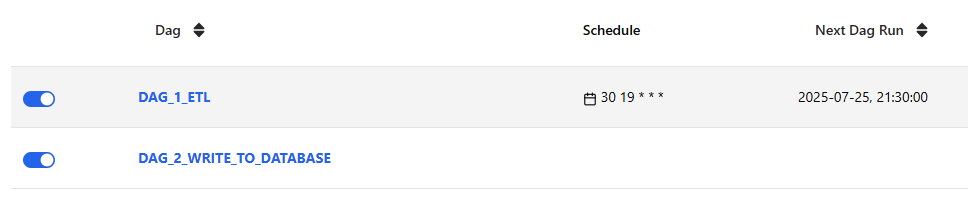 Dag Schedule Next Dag Run
DAG_1_ETL 30 19 * * * 2025-07-25, 21:30:00
DAG_2_WRITE_TO_DATABASE